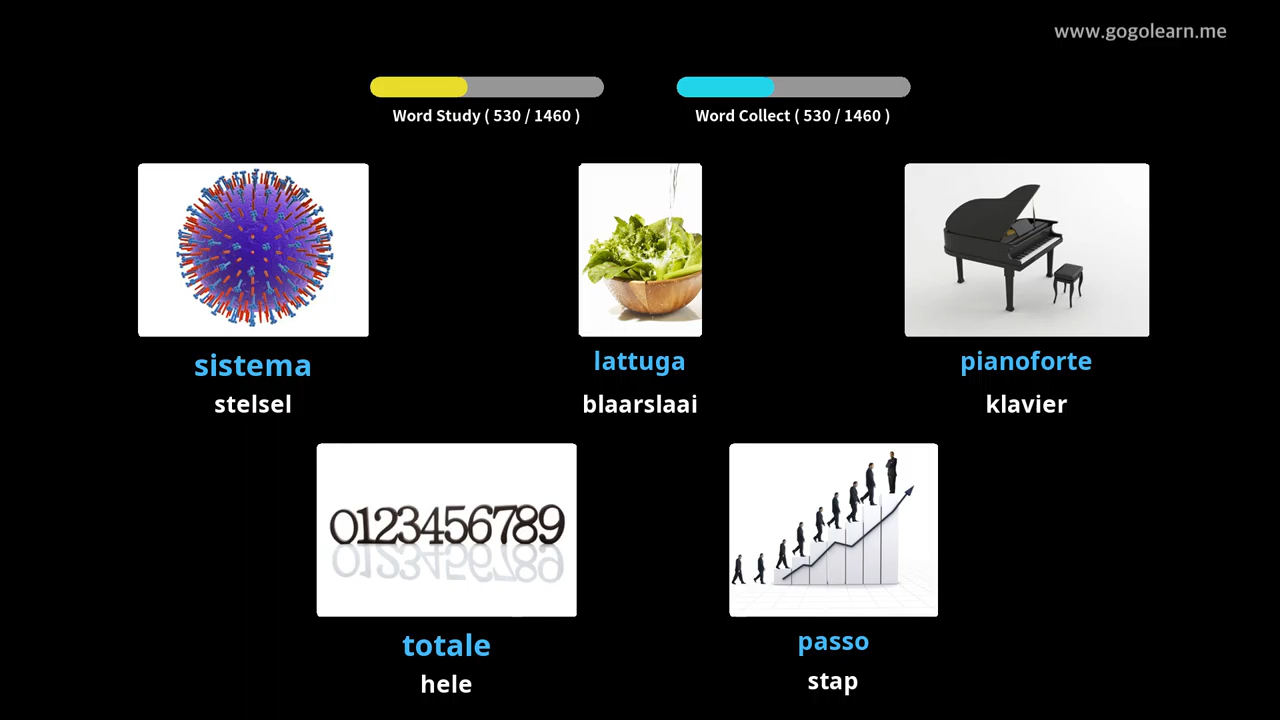 www.gogolearn.me
Word Study ( 530 / 1460 )
Word Collect ( 530 / 1460 )
sistema
stelsel
lattuga
blaarslaai
pianoforte
klavier
0123456789
totale
hele
passo
stap